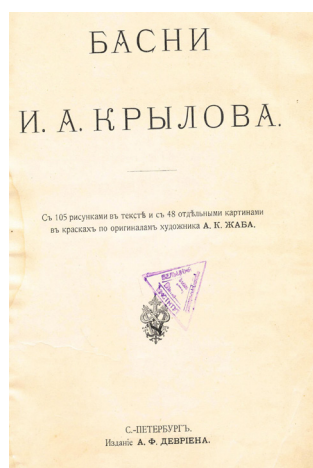 БАСНИ
И. А. КРЫЛОВА.
Съ 105 рисунками въ текстѣ и съ 48 отдѣльными картинами
въ краскахъ по оригиналамъ художника А. К. ЖАБА.
С.-ПЕТЕРБУРГЪ.
Изданіе А. Ф. ДЕВРІЕНА.